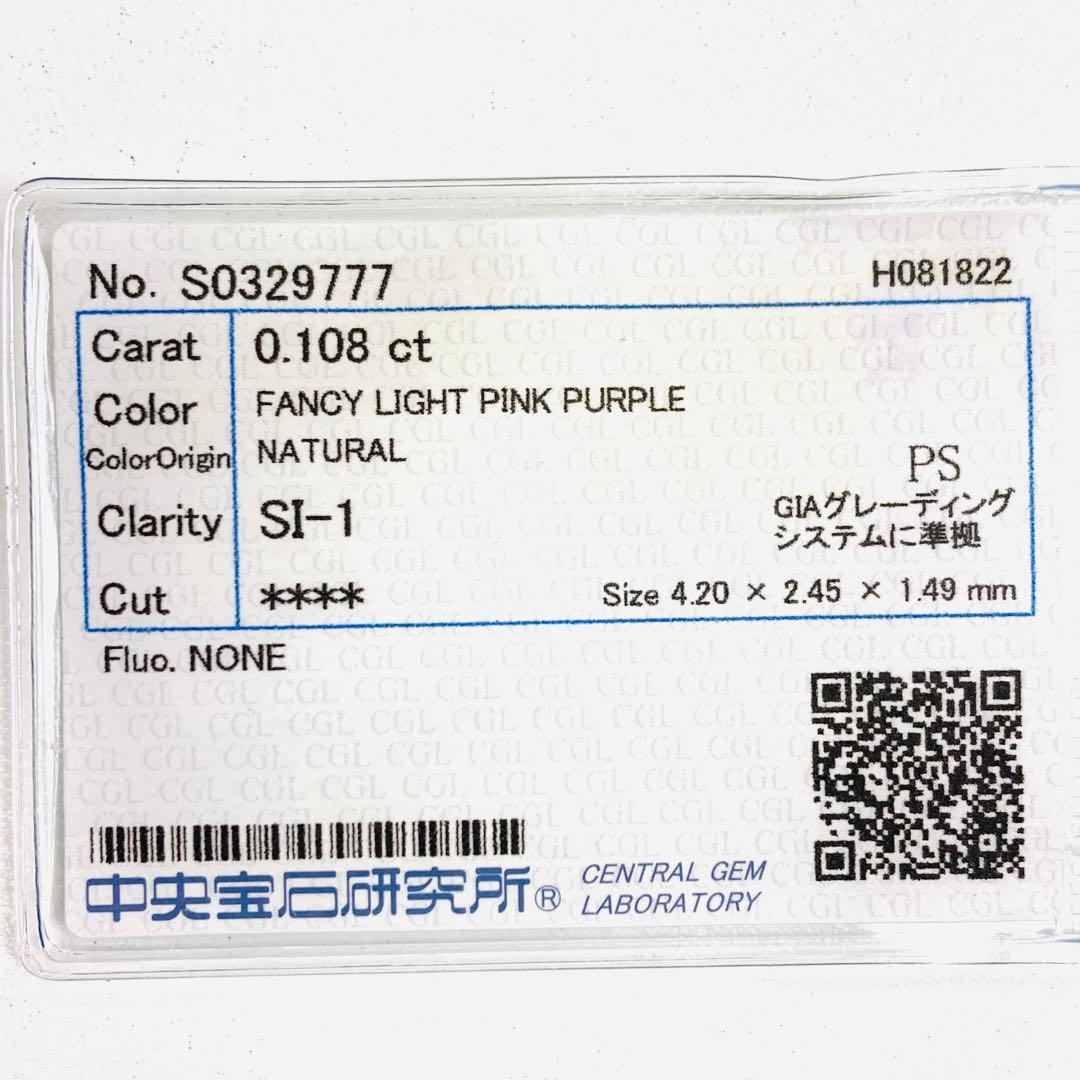 No. S0329777
H081822
Carat 0.108 ct
Color FANCY LIGHT PINK PURPLE
ColorOrigin NATURAL
PS
Clarity SI-1
GIAグレーディング
システムに準拠
Cut ****
Size 4.20 × 2.45 × 1.49 mm
Fluo. NONE
中央宝石研究所®
CENTRAL GEM
LABORATORY